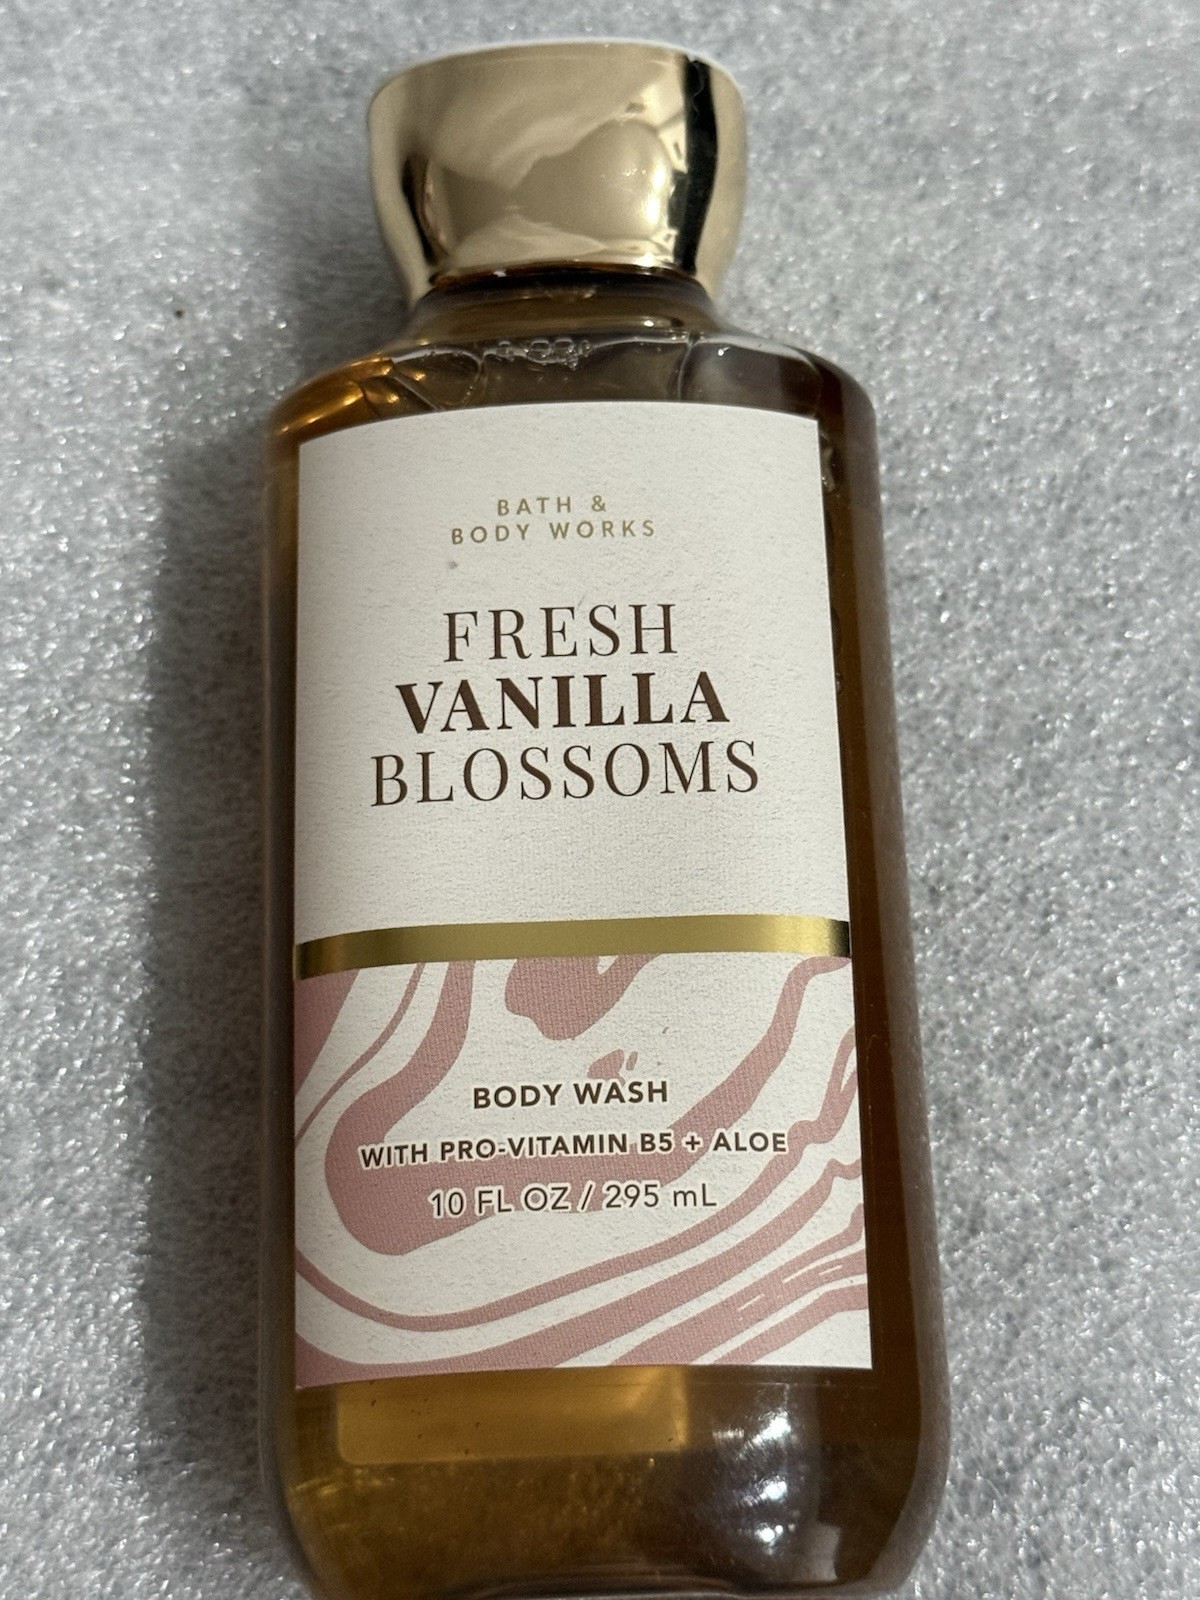 BATH &
BODY WORKS
FRESH
VANILLA
BLOSSOMS
BODY WASH
WITH PRO-VITAMIN B5 + ALOE
10 FL OZ / 295 mL